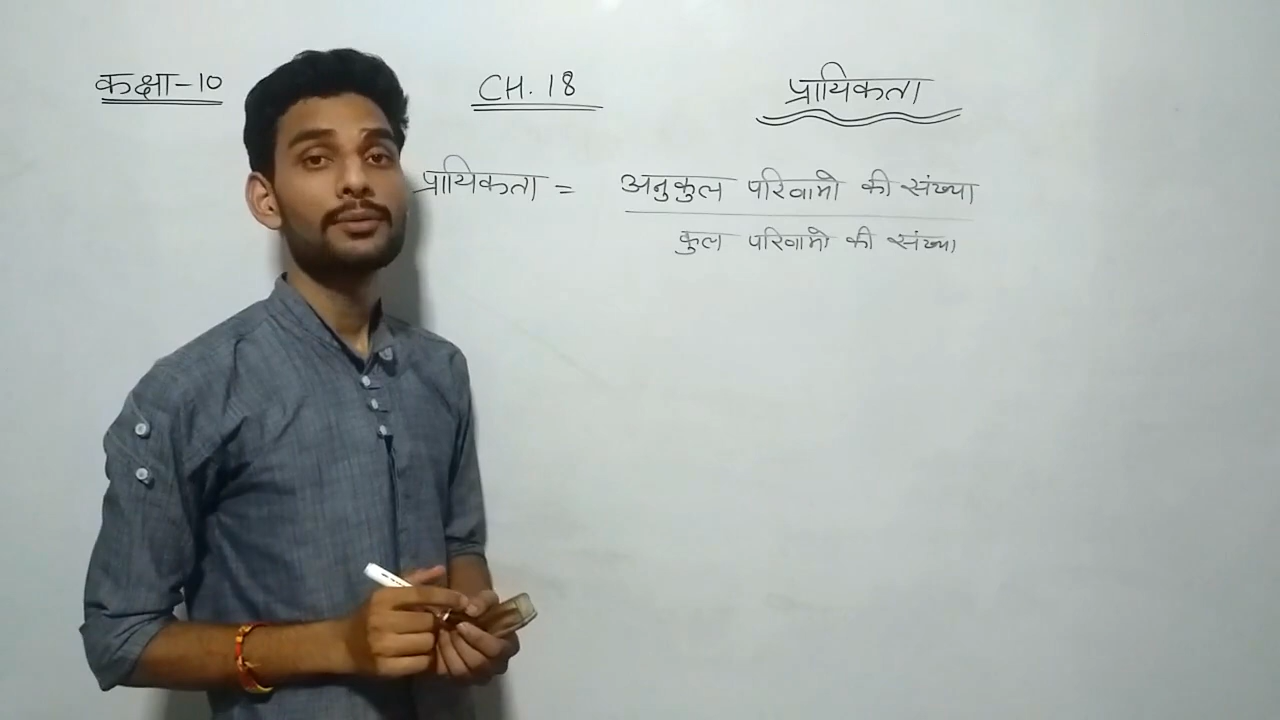 कक्षा-10 CH. 18 प्रायिकता
प्रायिकता = अनुकुल परिवामो की संख्या
कुल परिवामो की संख्या